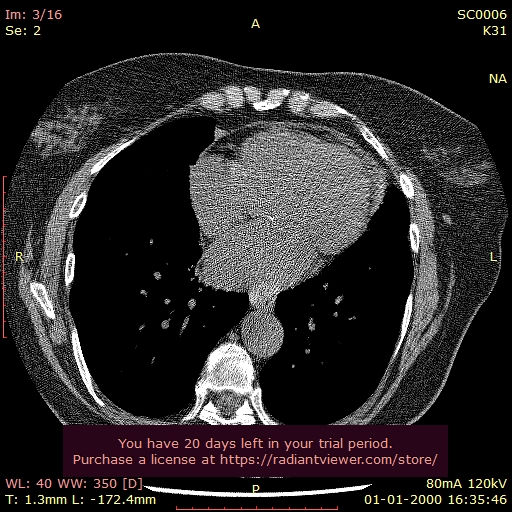 Im: 3/16
Se: 2
A
SC0006
K31
NA
R
L
You have 20 days left in your trial period.
Purchase a license at https://radiantviewer.com/store/
WL: 40 WW: 350 [D]
T: 1.3mm L: -172.4mm
P
80mA 120kV
01-01-2000 16:35:46